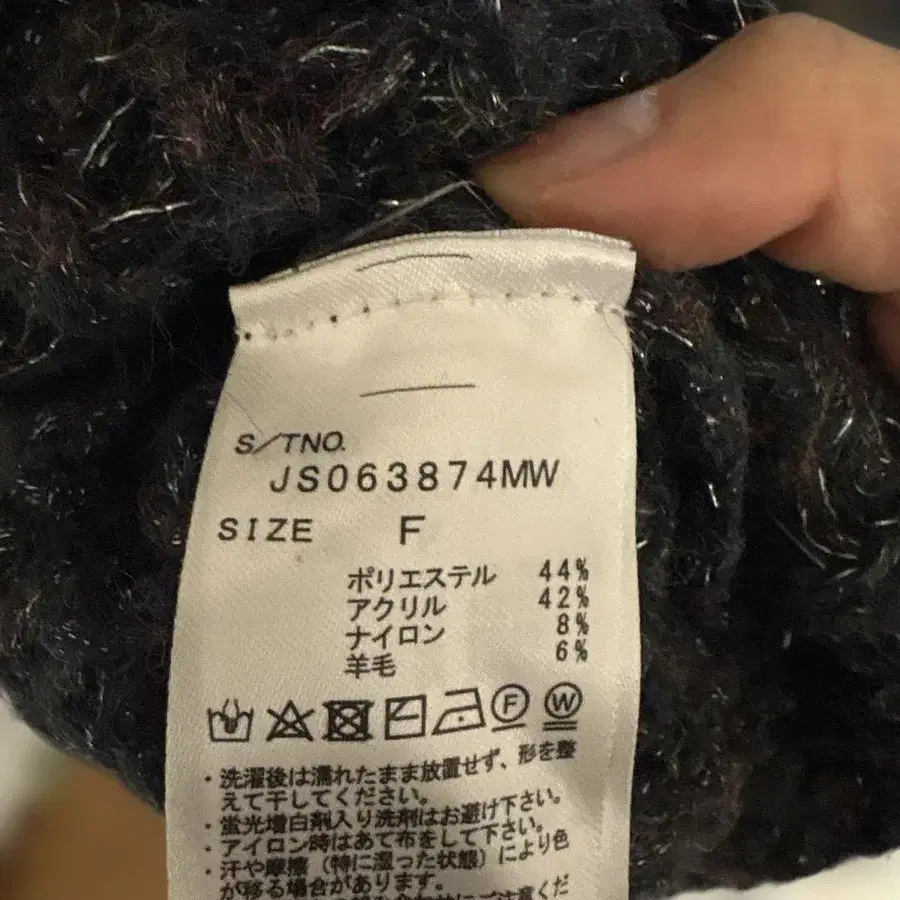 S/TNO.
JS063874MW
SIZE F
ポリエステル 44%
アクリル 42%
ナイロン 8%
羊毛 6%
F W
・洗濯後は濡れたまま放置せず、形を整
えて干してください。
・蛍光増白剤入り洗剤はお避け下さい。
・アイロン時はあて布をして下さい。
・汗や摩擦（特に湿った状態）により色
が移る場合があります。